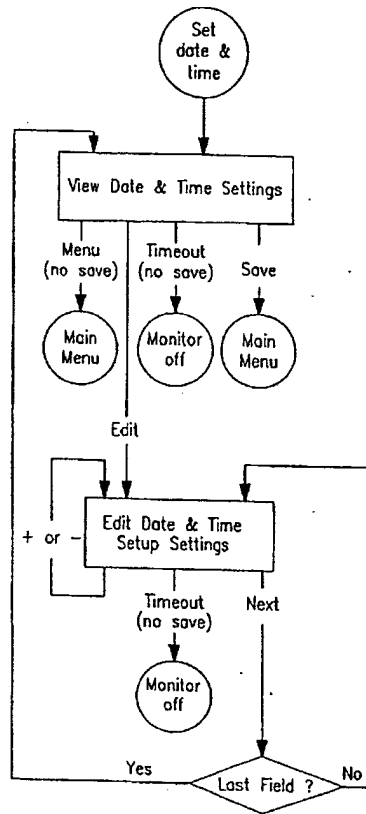 Set
date &
time
View Date & Time Settings
Menu
(no save)
Timeout
(no save)
Save
Main
Menu
Monitor
off
Main
Menu
Edit
+ or -
Edit Date & Time
Setup Settings
Timeout
(no save)
Next
Monitor
off
Yes
Last Field ?
No